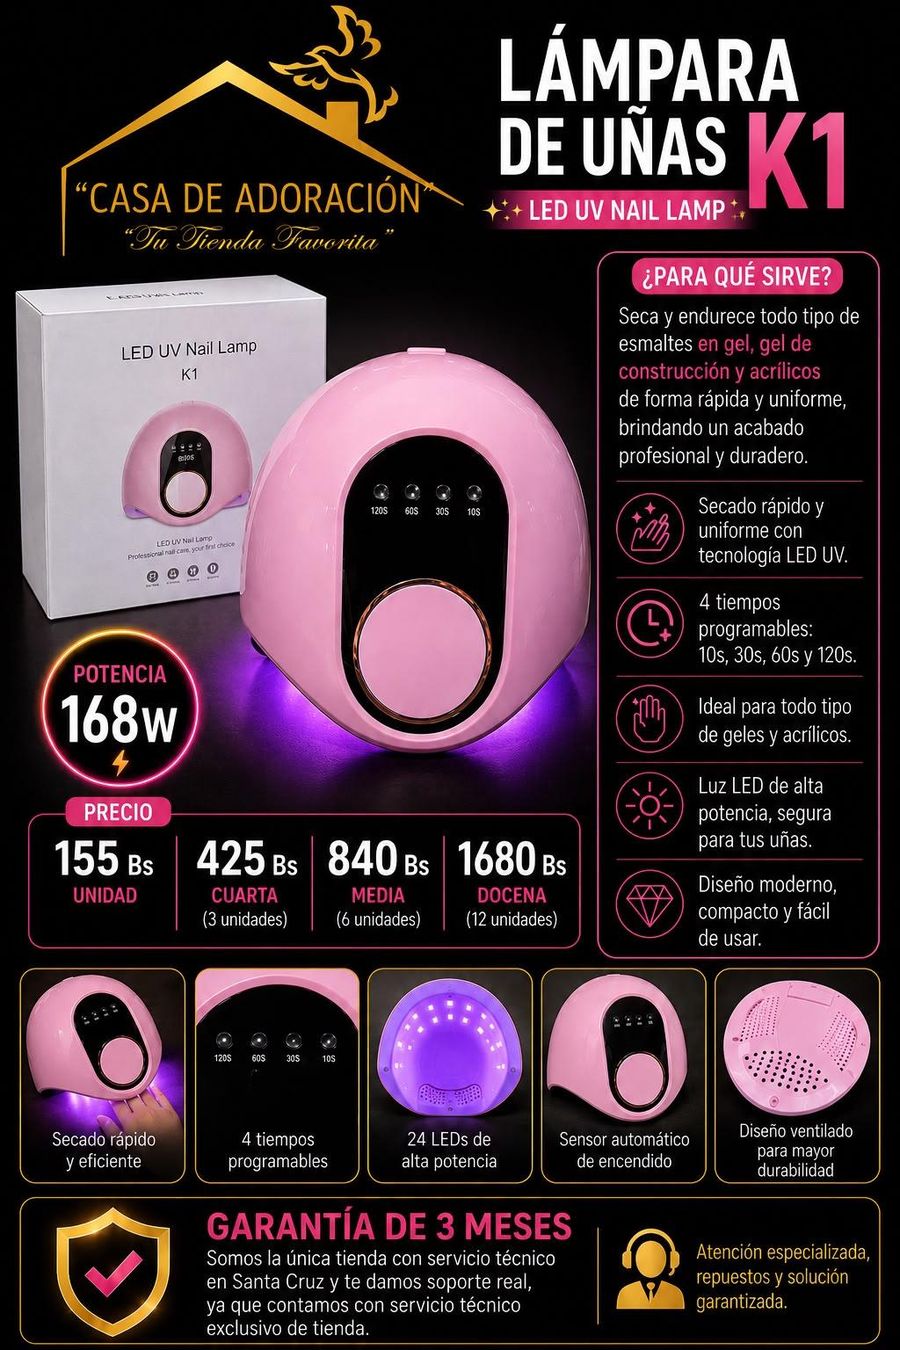 "CASA DE ADORACIÓN"
"Tu Tienda Favorita"
LÁMPARA
DE UÑAS K1
LED UV NAIL LAMP
LED UV Nail Lamp
K1
LED UV Nail Lamp
Professional nail care, your first choice
120S 60S 30S 10S
POTENCIA
168W
¿PARA QUÉ SIRVE?
Seca y endurece todo tipo de
esmaltes en gel, gel de
construcción y acrílicos
de forma rápida y uniforme,
brindando un acabado
profesional y duradero.
Secado rápido y
uniforme con
tecnología LED UV.
4 tiempos
programables:
10s, 30s, 60s y 120s.
Ideal para todo tipo
de geles y acrílicos.
Luz LED de alta
potencia, segura
para tus uñas.
Diseño moderno,
compacto y fácil
de usar.
PRECIO
155 Bs
UNIDAD
425 Bs
CUARTA
(3 unidades)
840 Bs
MEDIA
(6 unidades)
1680 Bs
DOCENA
(12 unidades)
Secado rápido
y eficiente
120S 60S 30S 10S
4 tiempos
programables
24 LEDs de
alta potencia
Sensor automático
de encendido
Diseño ventilado
para mayor
durabilidad
GARANTÍA DE 3 MESES
Somos la única tienda con servicio técnico
en Santa Cruz y te damos soporte real,
ya que contamos con servicio técnico
exclusivo de tienda.
Atención especializada,
repuestos y solución
garantizada.